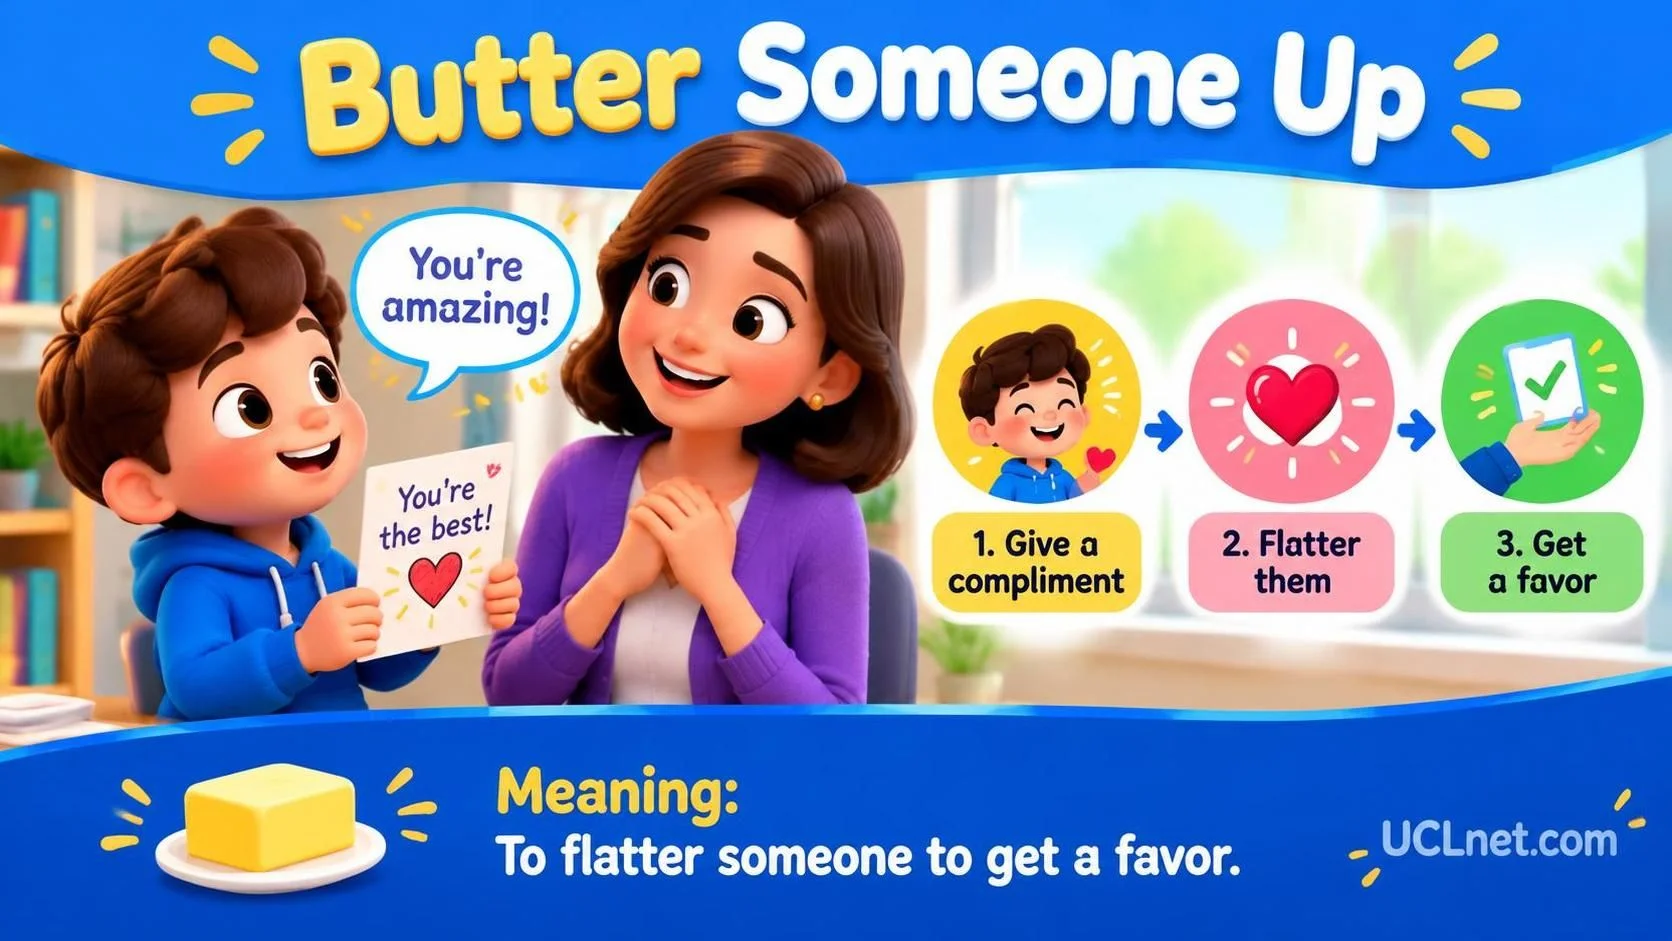 Butter Someone Up
You're
amazing!
You're
the best!
1. Give a
compliment
2. Flatter
them
3. Get
a favor
Meaning:
To flatter someone to get a favor.
UCLnet.com